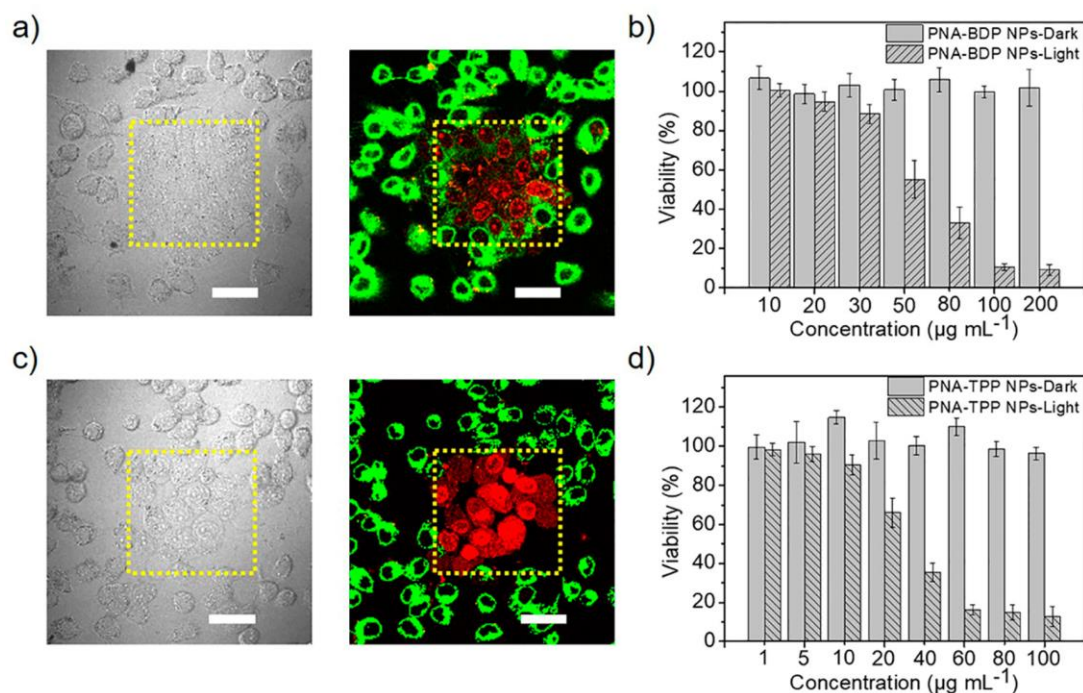 a)
b)
PNA-BDP NPs-Dark
PNA-BDP NPs-Light
Viability (%)
120
100
80
60
40
20
0
10 20 30 50 80 100 200
Concentration (µg mL⁻¹)
c)
d)
PNA-TPP NPs-Dark
PNA-TPP NPs-Light
Viability (%)
120
100
80
60
40
20
0
1 5 10 20 40 60 80 100
Concentration (µg mL⁻¹)